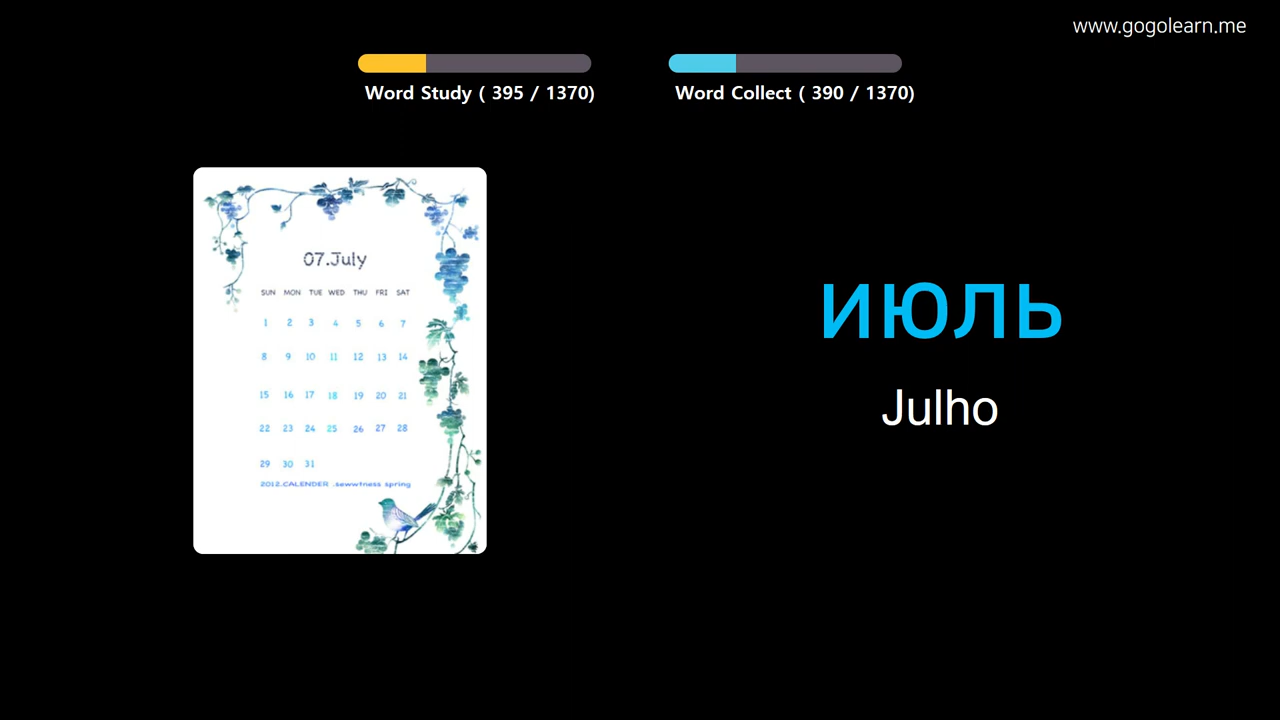 www.gogolearn.me
Word Study ( 395 / 1370)
Word Collect ( 390 / 1370)
07.July
SUN MON TUE WED THU FRI SAT
1 2 3 4 5 6 7
8 9 10 11 12 13 14
15 16 17 18 19 20 21
22 23 24 25 26 27 28
29 30 31
2012.CALENDER .sewwtness spring
июль
Julho